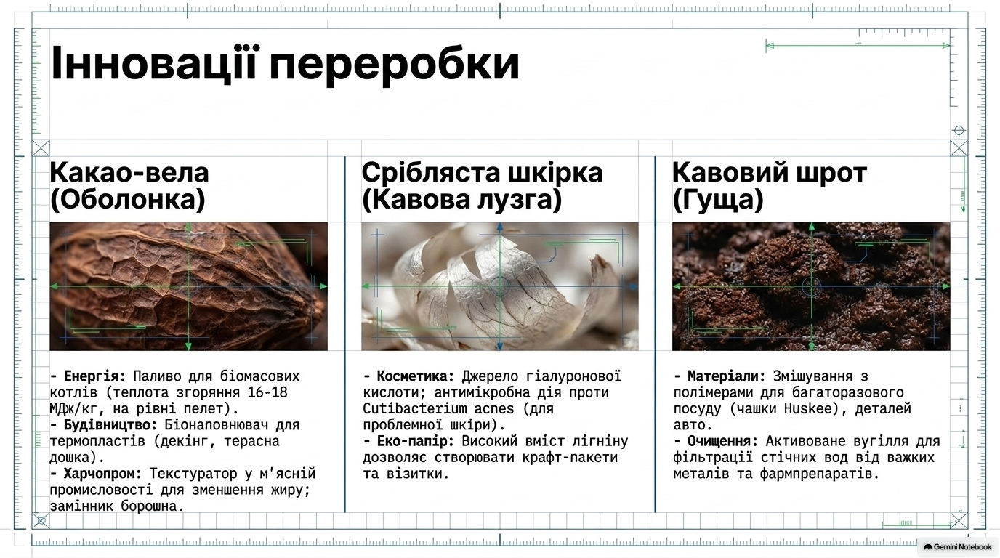 Інновації переробки
Какао-вела
(Оболонка)
- Енергія: Паливо для біомасових
котлів (теплота згоряння 16-18
МДж/кг, на рівні пелет).
- Будівництво: Біонаповнювач для
термопластів (декінг, терасна
дошка).
- Харчопром: Текстуратор у м’ясній
промисловості для зменшення жиру;
замінник борошна.
Срібляста шкірка
(Кавова лузга)
- Косметика: Джерело гіалуронової
кислоти; антимікробна дія проти
Cutibacterium acnes (для
проблемної шкіри).
- Еко-папір: Високий вміст лігніну
дозволяє створювати крафт-пакети
та візитки.
Кавовий шрот
(Гуща)
- Матеріали: Змішування з
полімерами для багаторазового
посуду (чашки Huskee), деталей
авто.
- Очищення: Активоване вугілля для
фільтрації стічних вод від важких
металів та фармпрепаратів.
Gemini Notebook